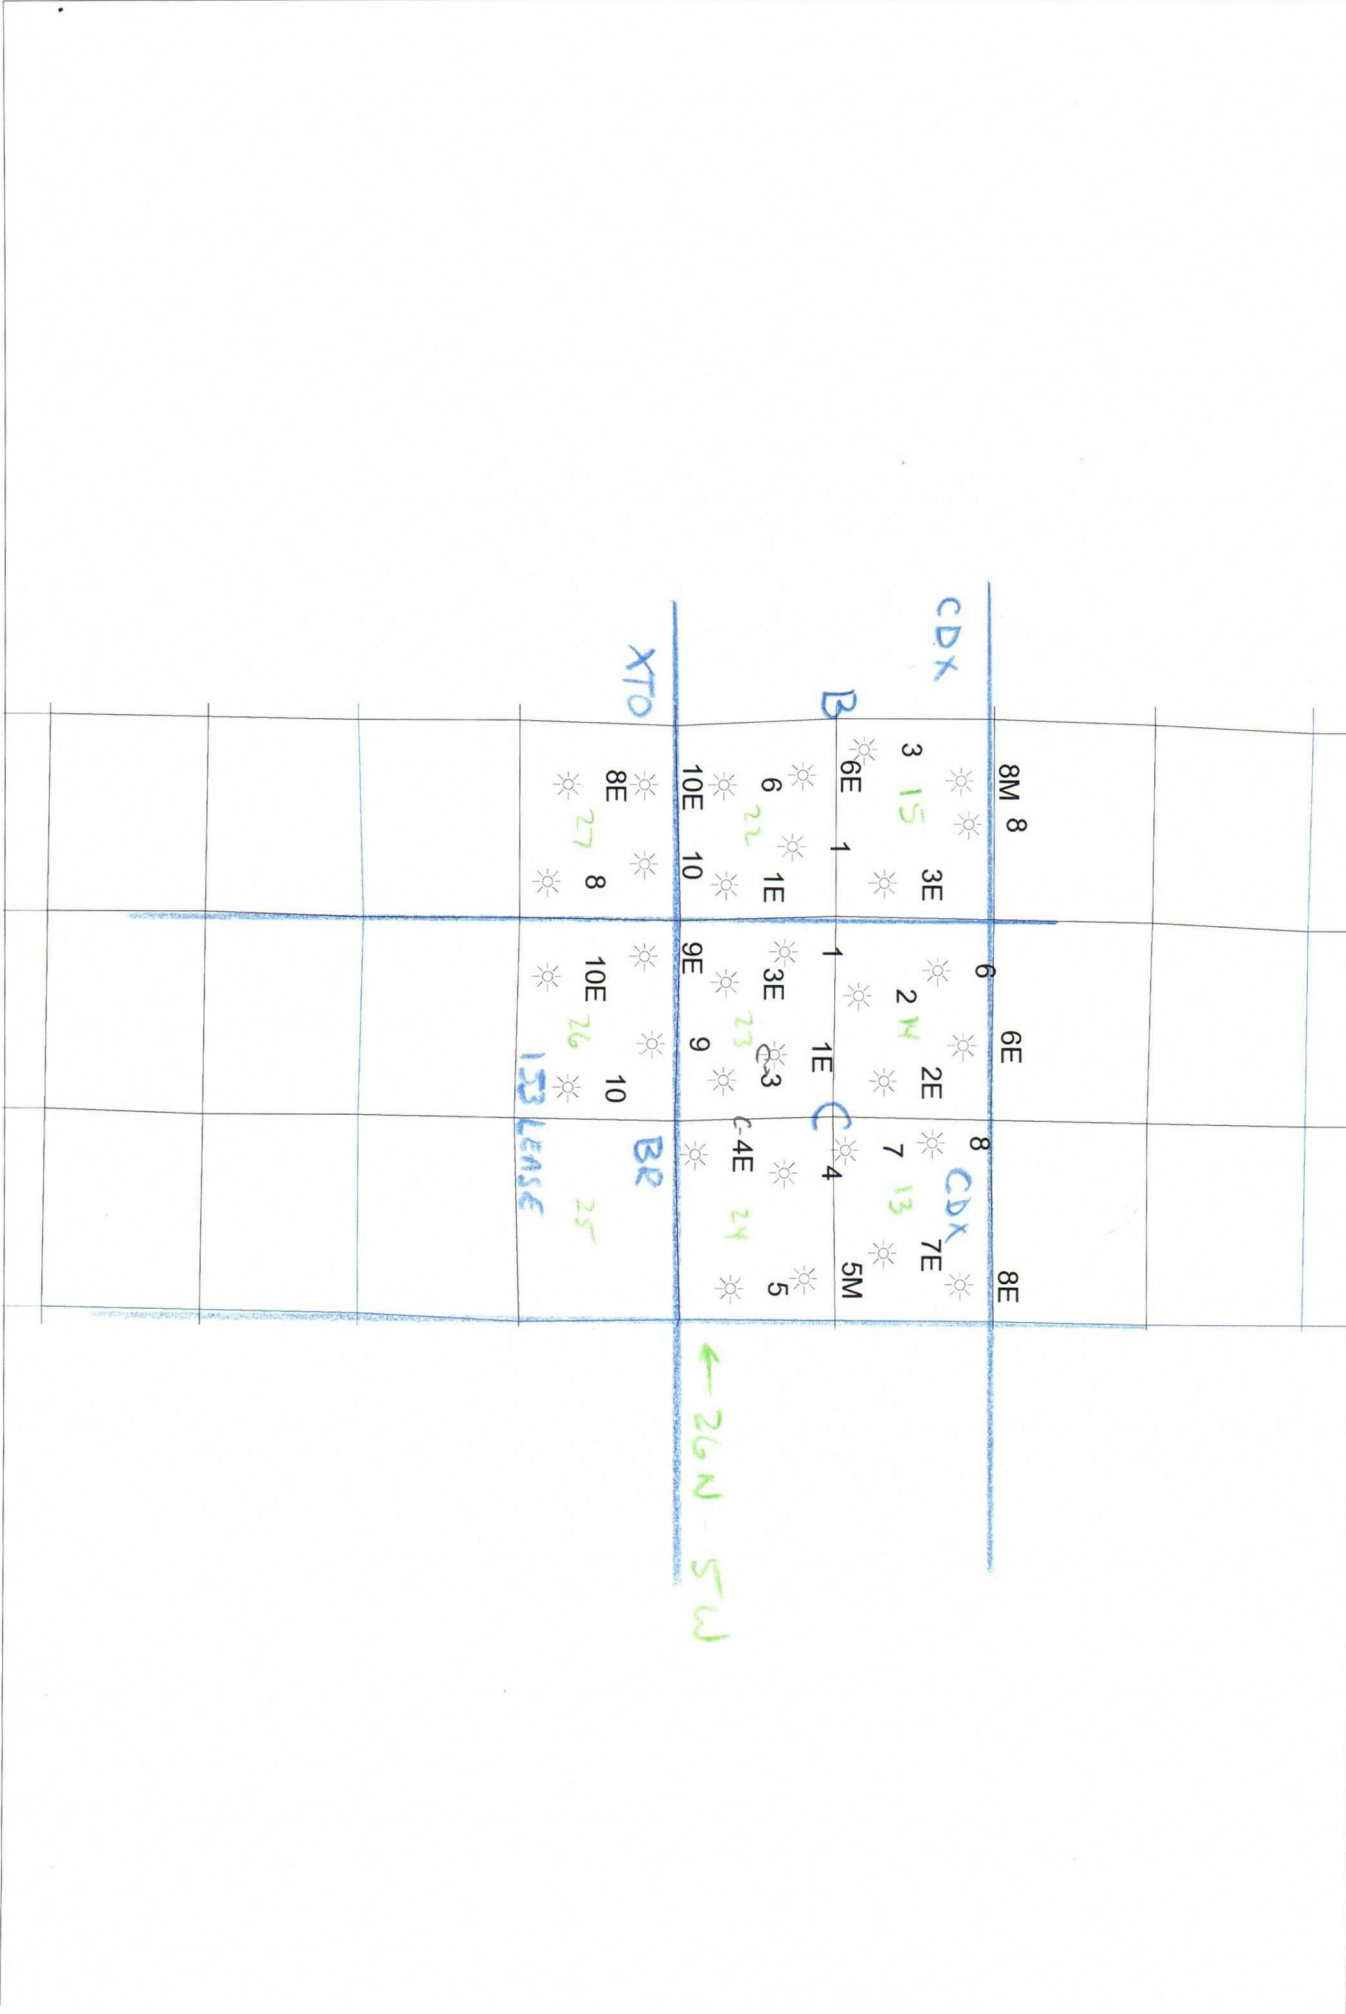 8M 8 6E 8E
6 8
CDX CDX
3E 2E 7E
3 15 2 14 7 13
6E 5M
B 1 1 1E C 4
6 1E 3E C-3 5
22 23 C-4E 24
10E 10 9E 9 ← 26N 5W
XTO BR
8E 10
8 10E
27 26 25
153 LEASE